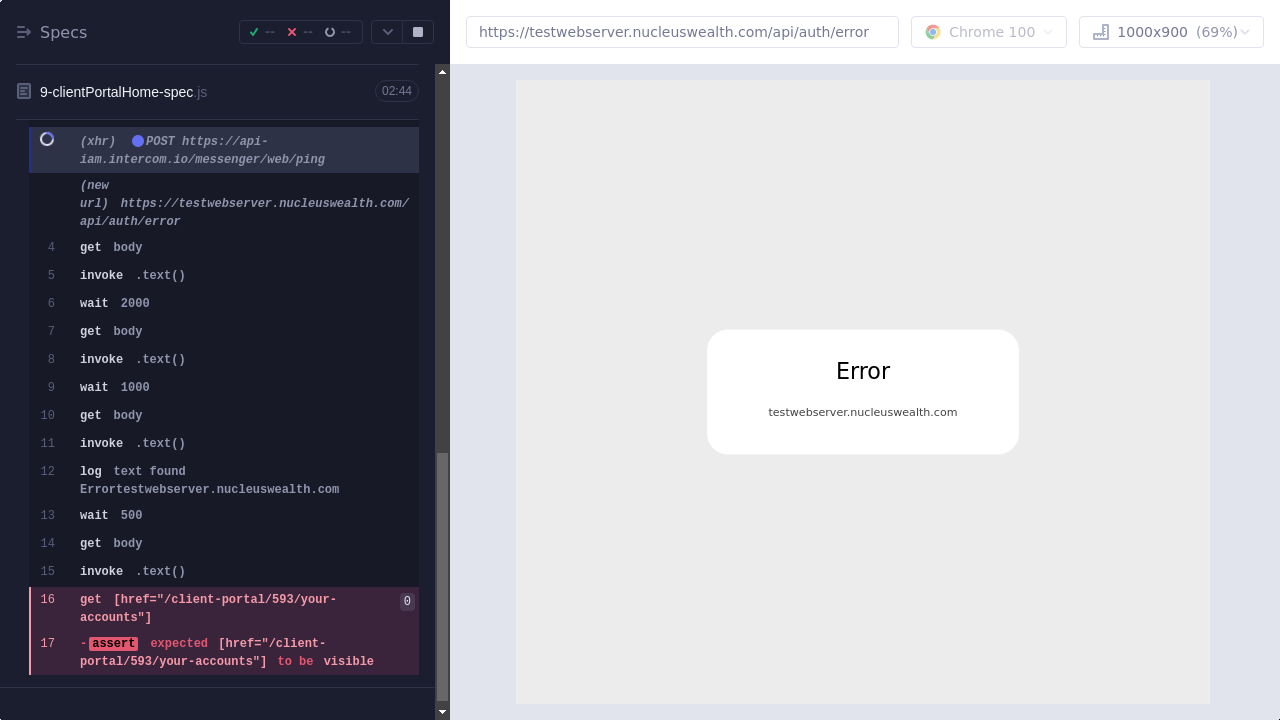 Specs
-- -- --
https://testwebserver.nucleuswealth.com/api/auth/error
Chrome 100
1000x900 (69%)
9-clientPortalHome-spec.js
02:44
(xhr) POST https://api-
iam.intercom.io/messenger/web/ping
(new
url) https://testwebserver.nucleuswealth.com/
api/auth/error
4 get body
5 invoke .text()
6 wait 2000
7 get body
8 invoke .text()
9 wait 1000
10 get body
11 invoke .text()
12 log text found
Errortestwebserver.nucleuswealth.com
13 wait 500
14 get body
15 invoke .text()
16 get [href="/client-portal/593/your-
accounts"] 0
17 -assert expected [href="/client-
portal/593/your-accounts"] to be visible
Error
testwebserver.nucleuswealth.com